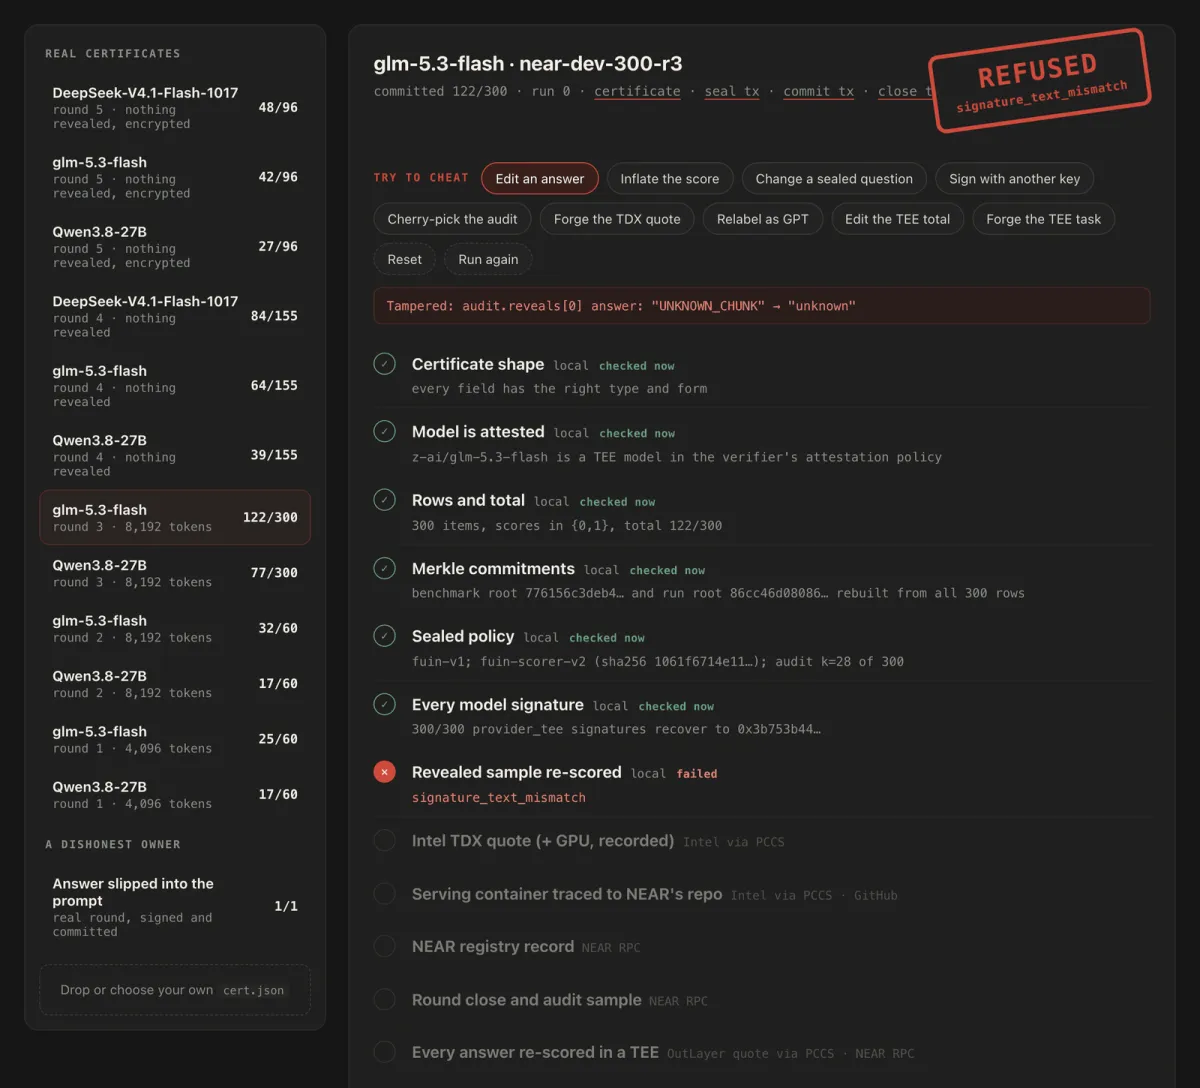 REAL CERTIFICATES
DeepSeek-V4.1-Flash-1017
round 5 · nothing
revealed, encrypted
48/96
glm-5.3-flash
round 5 · nothing
revealed, encrypted
42/96
Qwen3.8-27B
round 5 · nothing
revealed, encrypted
27/96
DeepSeek-V4.1-Flash-1017
round 4 · nothing
revealed
84/155
glm-5.3-flash
round 4 · nothing
revealed
64/155
Qwen3.8-27B
round 4 · nothing
revealed
39/155
glm-5.3-flash
round 3 · 8,192 tokens
122/300
Qwen3.8-27B
round 3 · 8,192 tokens
77/300
glm-5.3-flash
round 2 · 8,192 tokens
32/60
Qwen3.8-27B
round 2 · 8,192 tokens
17/60
glm-5.3-flash
round 1 · 4,096 tokens
25/60
Qwen3.8-27B
round 1 · 4,096 tokens
17/60
A DISHONEST OWNER
Answer slipped into the
prompt
real round, signed and
committed
1/1
Drop or choose your own cert.json
glm-5.3-flash · near-dev-300-r3
committed 122/300 · run 0 · certificate · seal tx · commit tx · close t
REFUSED
signature_text_mismatch
TRY TO CHEAT Edit an answer Inflate the score Change a sealed question Sign with another key
Cherry-pick the audit Forge the TDX quote Relabel as GPT Edit the TEE total Forge the TEE task
Reset Run again
Tampered: audit.reveals[0] answer: "UNKNOWN_CHUNK" → "unknown"
Certificate shape local checked now
every field has the right type and form
Model is attested local checked now
z-ai/glm-5.3-flash is a TEE model in the verifier's attestation policy
Rows and total local checked now
300 items, scores in {0,1}, total 122/300
Merkle commitments local checked now
benchmark root 776156c3deb4… and run root 86cc46d08086… rebuilt from all 300 rows
Sealed policy local checked now
fuin-v1; fuin-scorer-v2 (sha256 1061f6714e11…); audit k=28 of 300
Every model signature local checked now
300/300 provider_tee signatures recover to 0x3b753b44…
Revealed sample re-scored local failed
signature_text_mismatch
Intel TDX quote (+ GPU, recorded) Intel via PCCS
Serving container traced to NEAR's repo Intel via PCCS · GitHub
NEAR registry record NEAR RPC
Round close and audit sample NEAR RPC
Every answer re-scored in a TEE OutLayer quote via PCCS · NEAR RPC